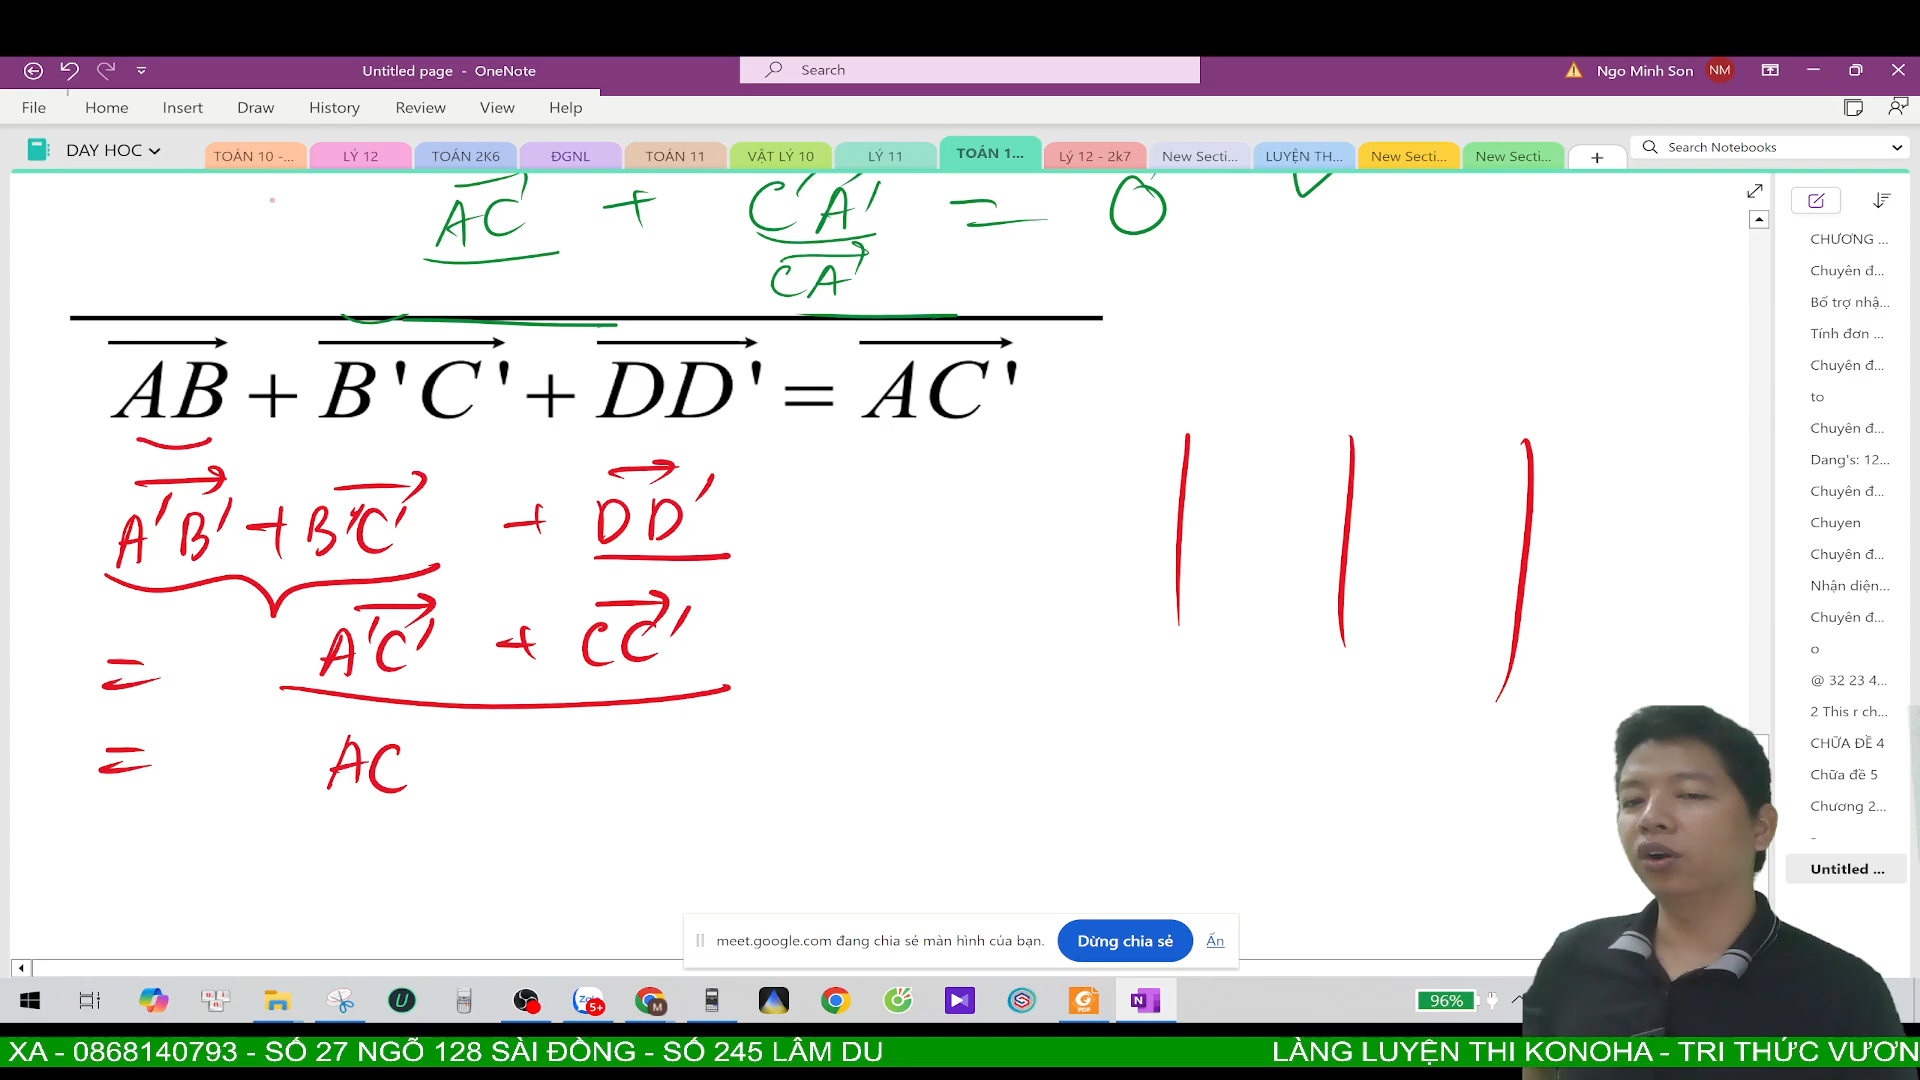 Untitled page - OneNote
Search
Ngo Minh Son NM
File Home Insert Draw History Review View Help
DAY HOC
TOÁN 10 -... LÝ 12 TOÁN 2K6 ĐGNL TOÁN 11 VẬT LÝ 10 LÝ 11 TOÁN 1... Lý 12 - 2k7 New Secti... LUYỆN TH... New Secti... New Secti... +
Search Notebooks
AC + C'A' = 0
CA
AB + B'C' + DD' = AC'
A'B' + B'C' + DD'
= A'C' + CC'
= AC
CHƯƠNG ...
Chuyên đ...
Bổ trợ nhậ...
Tính đơn ...
Chuyên đ...
to
Chuyên đ...
Dang's: 12...
Chuyên đ...
Chuyen
Chuyên đ...
Nhận diện...
Chuyên đ...
o
@ 32 23 4...
2 This r ch...
CHỮA ĐỀ 4
Chữa đề 5
Chương 2...
-
Untitled ...
meet.google.com đang chia sẻ màn hình của bạn. Dừng chia sẻ Ẩn
96%
XA - 0868140793 - SỐ 27 NGÕ 128 SÀI ĐỒNG - SỐ 245 LÂM DU
LÀNG LUYỆN THI KONOHA - TRI THỨC VƯƠN